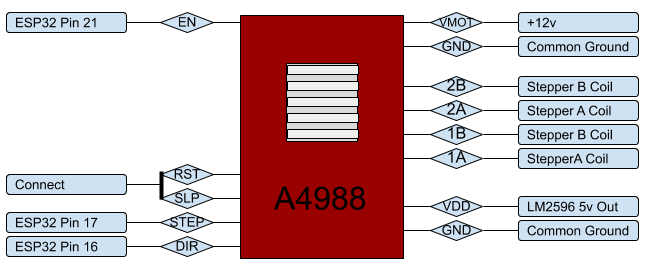 ESP32 Pin 21 EN VMOT +12v
GND Common Ground
2B Stepper B Coil
2A Stepper A Coil
1B Stepper B Coil
1A StepperA Coil
RST
Connect
SLP
A4988
VDD LM2596 5v Out
ESP32 Pin 17 STEP
GND Common Ground
ESP32 Pin 16 DIR